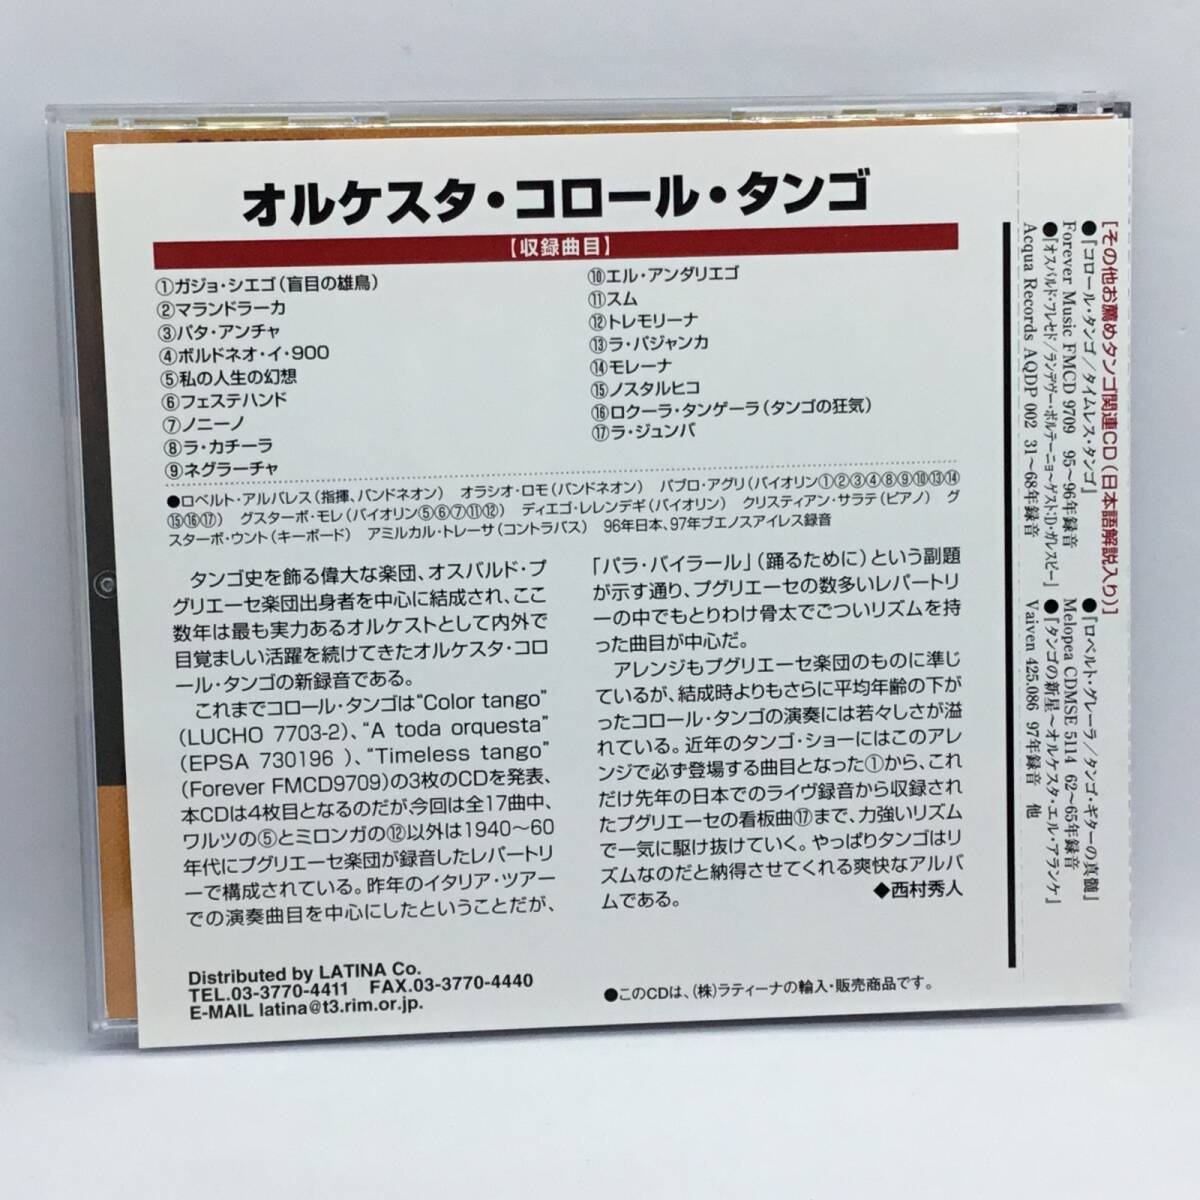 オルケスタ・コロール・タンゴ
【収録曲目】
①ガジョ・シエゴ（盲目の雄鳥）
②マランドラーカ
③パタ・アンチャ
④ボルドネオ・イ・900
⑤私の人生の幻想
⑥フェステハンド
⑦ノニーノ
⑧ラ・カチーラ
⑨ネグラーチャ
⑩エル・アンダリエゴ
⑪スム
⑫トレモリーナ
⑬ラ・バジャンカ
⑭モレーナ
⑮ノスタルヒコ
⑯ロクーラ・タンゲーラ（タンゴの狂気）
⑰ラ・ジュンバ
●ロベルト・アルバレス（指揮、バンドネオン）　オラシオ・ロモ（バンドネオン）　パブロ・アグリ（バイオリン①②③④⑧⑨⑩⑬⑭
⑮⑯⑰）　グスターボ・モレ（バイオリン⑤⑥⑦⑪⑫）　ディエゴ・レレンデギ（バイオリン）　クリスティアン・サラテ（ピアノ）　グ
スターボ・ウント（キーボード）　アミルカル・トレーサ（コントラバス）　96年日本、97年ブエノスアイレス録音
タンゴ史を飾る偉大な楽団、オスバルド・プ
グリエーセ楽団出身者を中心に結成され、ここ
数年は最も実力あるオルケストとして内外で
目覚ましい活躍を続けてきたオルケスタ・コロ
ール・タンゴの新録音である。
これまでコロール・タンゴは“Color tango”
(LUCHO 7703-2)、“A toda orquesta”
(EPSA 730196 )、“Timeless tango”
(Forever FMCD9709)の3枚のCDを発表、
本CDは4枚目となるのだが今回は全17曲中、
ワルツの⑤とミロンガの⑫以外は1940〜60
年代にプグリエーセ楽団が録音したレパートリ
ーで構成されている。昨年のイタリア・ツアー
での演奏曲目を中心にしたということだが、
「パラ・バイラール」（踊るために）という副題
が示す通り、プグリエーセの数多いレパートリ
ーの中でもとりわけ骨太でごついリズムを持
った曲目が中心だ。
アレンジもプグリエーセ楽団のものに準じ
ているが、結成時よりもさらに平均年齢の下が
ったコロール・タンゴの演奏には若々しさが溢
れている。近年のタンゴ・ショーにはこのアレ
ンジで必ず登場する曲目となった①から、これ
だけ先年の日本でのライヴ録音から収録され
たプグリエーセの看板曲⑰まで、力強いリズム
で一気に駆け抜けていく。やっぱりタンゴはリ
ズムなのだと納得させてくれる爽快なアルバ
ムである。　◆西村秀人
Distributed by LATINA Co.
TEL.03-3770-4411　FAX.03-3770-4440
E-MAIL latina@t3.rim.or.jp.
●このCDは、（株）ラティーナの輸入・販売商品です。
［その他お薦めタンゴ関連CD（日本語解説入り）］
●『コロール・タンゴ／タイムレス・タンゴ』
Forever Music FMCD 9709　95〜96年録音
●『オスバルド・フレセド／ランデヴー・ポルテーニョ〜ゲスト:D・ガレスピー』
Acqua Records AQDP 002　31〜68年録音
●『ロベルト・グレーラ／タンゴ・ギターの真髄』
Melopea CDMSE 5114　62〜65年録音
●『タンゴの新星〜オルケスタ・エル・アランケ』
Vaiven 425.086　97年録音　他